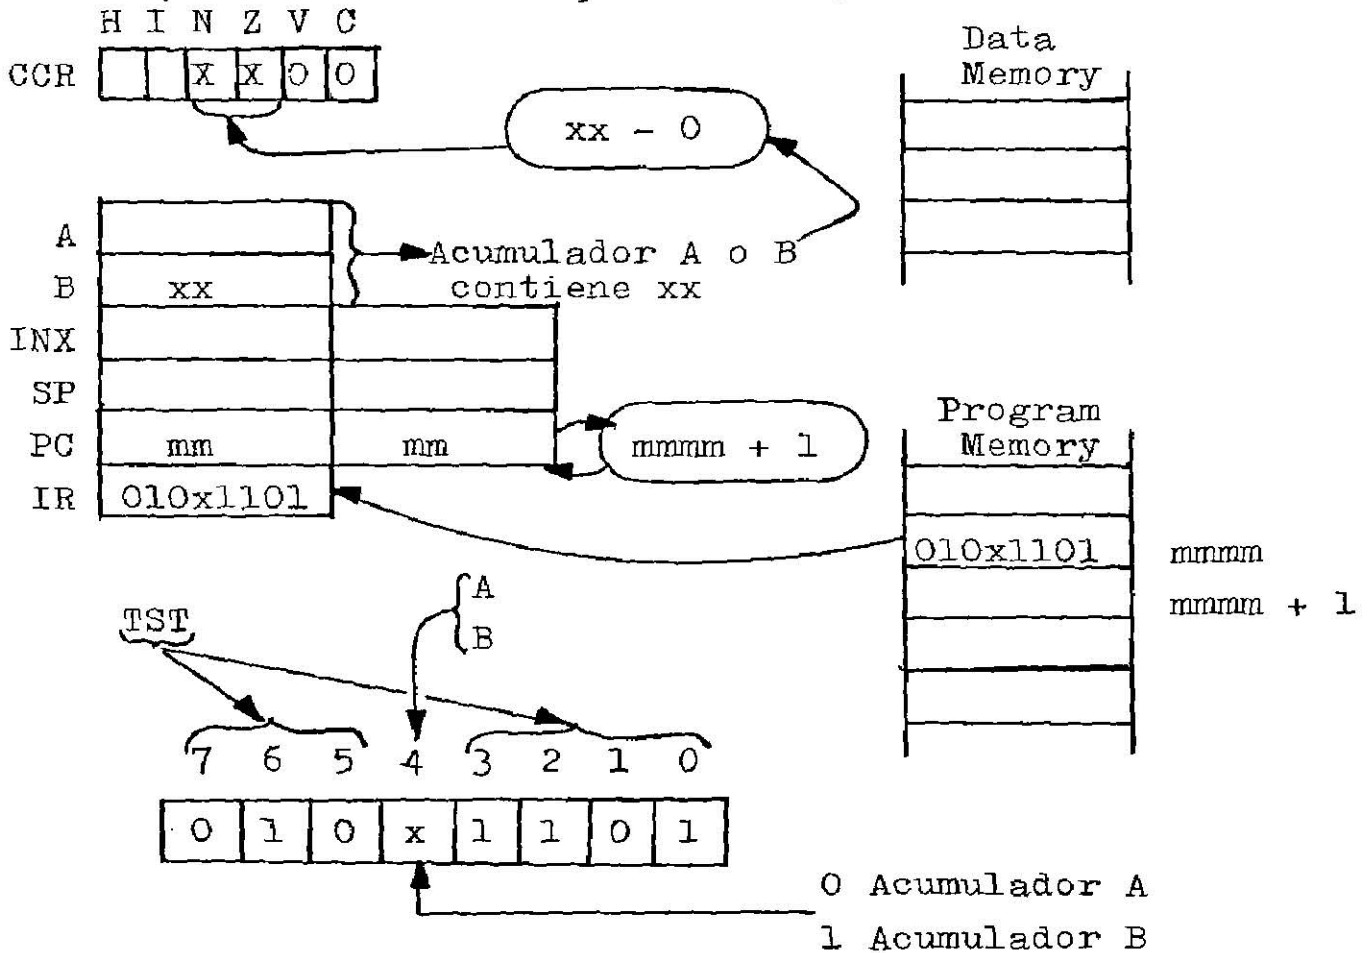 H I N Z V C
CCR X X O O
Data
Memory
xx - 0
A
B xx
Acumulador A o B
contiene xx
INX
SP
PC mm mm
mmmm + 1
IR 010x1101
Program
Memory
010x1101 mmmm
mmmm + 1
TST
A
B
7 6 5 4 3 2 1 0
0 1 0 x 1 1 0 1
0 Acumulador A
1 Acumulador B